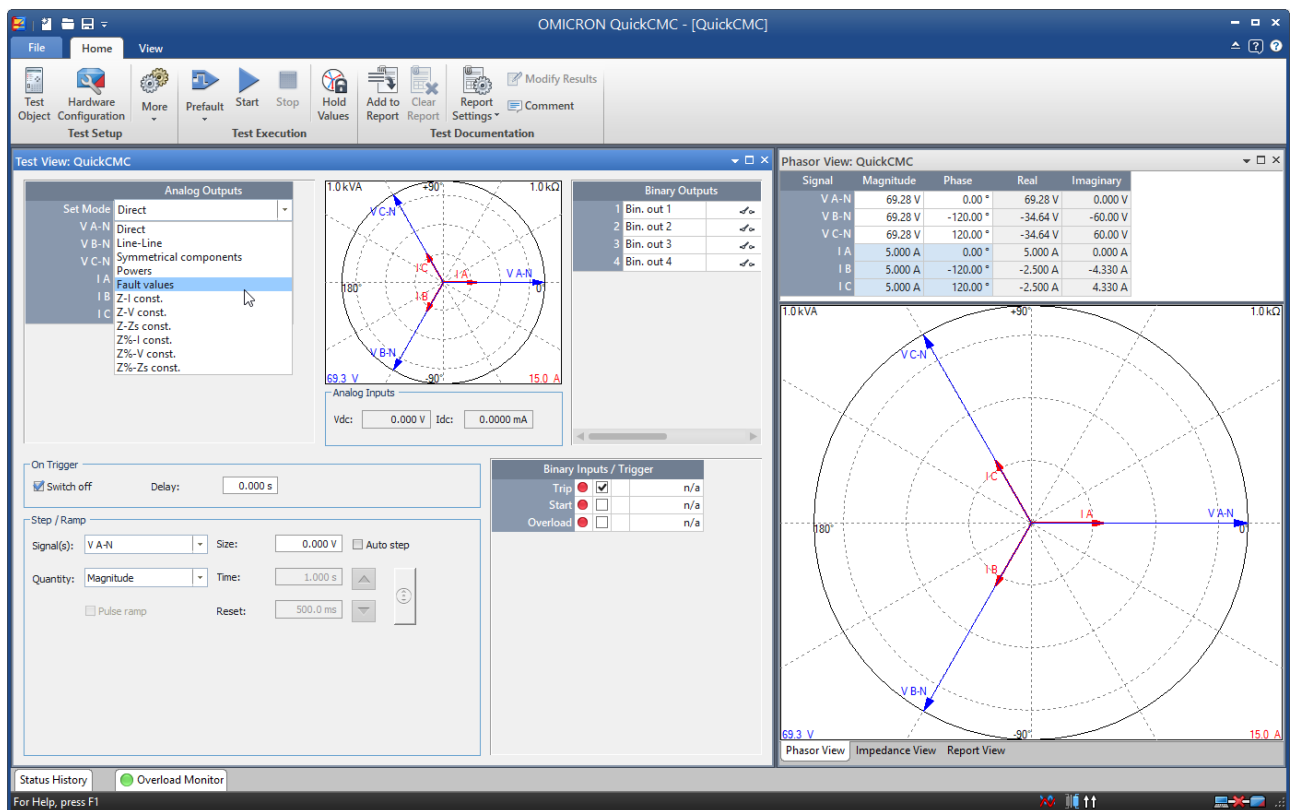 OMICRON QuickCMC - [QuickCMC]
File Home View
Test Object
Hardware Configuration
More
Test Setup
Prefault
Start
Stop
Test Execution
Hold Values
Add to Report
Clear Report
Report Settings
Modify Results
Comment
Test Documentation
Test View: QuickCMC
Analog Outputs
Set Mode Direct
V A-N
V B-N
V C-N
I A
I B
I C
Direct
Line-Line
Symmetrical components
Powers
Fault values
Z-I const.
Z-V const.
Z-Zs const.
Z%-I const.
Z%-V const.
Z%-Zs const.
1.0 kVA +90° 1.0 kΩ
V C-N
I C I A V A-N
180° 0°
I B
V B-N
69.3 V -90° 15.0 A
Analog Inputs
Vdc: 0.000 V Idc: 0.0000 mA
Binary Outputs
1 Bin. out 1
2 Bin. out 2
3 Bin. out 3
4 Bin. out 4
On Trigger
Switch off Delay: 0.000 s
Step / Ramp
Signal(s): V A-N Size: 0.000 V Auto step
Quantity: Magnitude Time: 1.000 s
Pulse ramp Reset: 500.0 ms
Binary Inputs / Trigger
Trip n/a
Start n/a
Overload n/a
Phasor View: QuickCMC
Signal Magnitude Phase Real Imaginary
V A-N 69.28 V 0.00 ° 69.28 V 0.000 V
V B-N 69.28 V -120.00 ° -34.64 V -60.00 V
V C-N 69.28 V 120.00 ° -34.64 V 60.00 V
I A 5.000 A 0.00 ° 5.000 A 0.000 A
I B 5.000 A -120.00 ° -2.500 A -4.330 A
I C 5.000 A 120.00 ° -2.500 A 4.330 A
1.0 kVA +90° 1.0 kΩ
V C-N
I C
I A V A-N
180° 0°
I B
V B-N
69.3 V -90° 15.0 A
Phasor View Impedance View Report View
Status History Overload Monitor
For Help, press F1